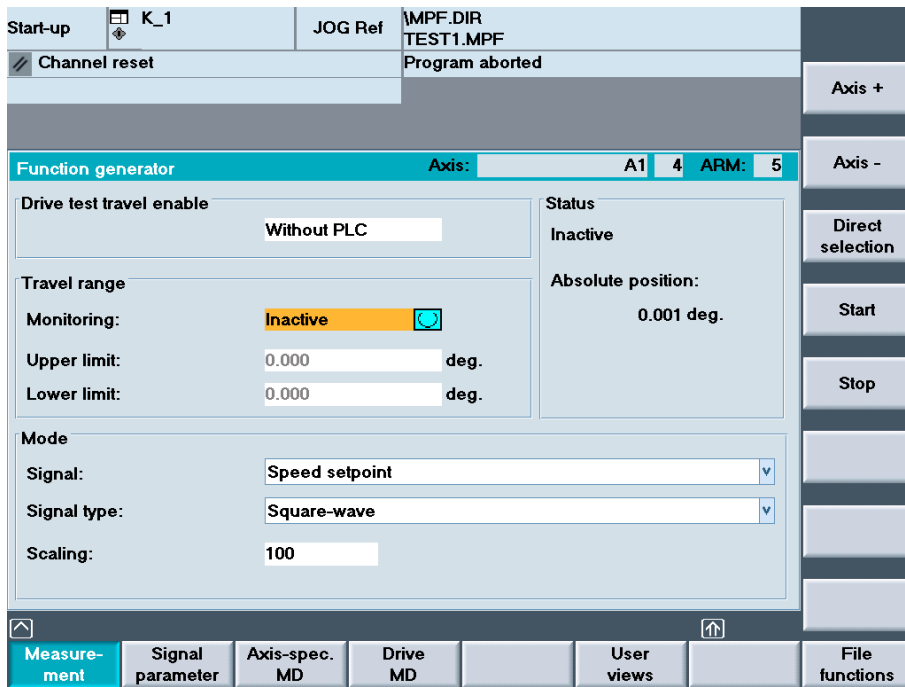 Start-up
K_1
JOG Ref
\MPF.DIR
TEST1.MPF
Channel reset
Program aborted
Function generator
Axis: A1 4 ARM: 5
Drive test travel enable
Without PLC
Travel range
Monitoring: Inactive
Upper limit: 0.000 deg.
Lower limit: 0.000 deg.
Status
Inactive
Absolute position:
0.001 deg.
Mode
Signal: Speed setpoint
Signal type: Square-wave
Scaling: 100
Axis +
Axis -
Direct
selection
Start
Stop
Measure-
ment
Signal
parameter
Axis-spec.
MD
Drive
MD
User
views
File
functions